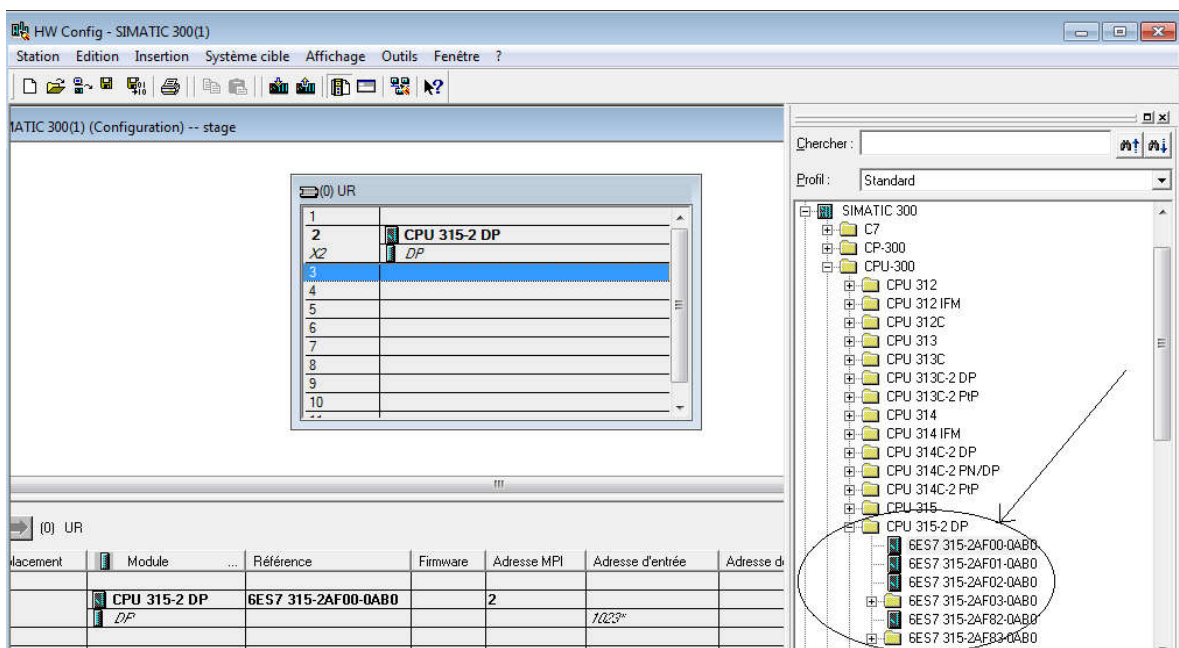 HW Config - SIMATIC 300(1)
Station Edition Insertion Système cible Affichage Outils Fenêtre ?
IATIC 300(1) (Configuration) -- stage
(0) UR
1
2 CPU 315-2 DP
X2 DP
3
4
5
6
7
8
9
10
(0) UR
lacement Module ... Référence Firmware Adresse MPI Adresse d'entrée Adresse d
CPU 315-2 DP 6ES7 315-2AF00-0AB0 2
DP 1023*
Chercher :
Profil : Standard
SIMATIC 300
C7
CP-300
CPU-300
CPU 312
CPU 312 IFM
CPU 312C
CPU 313
CPU 313C
CPU 313C-2 DP
CPU 313C-2 PtP
CPU 314
CPU 314 IFM
CPU 314C-2 DP
CPU 314C-2 PN/DP
CPU 314C-2 PtP
CPU 315
CPU 315-2 DP
6ES7 315-2AF00-0AB0
6ES7 315-2AF01-0AB0
6ES7 315-2AF02-0AB0
6ES7 315-2AF03-0AB0
6ES7 315-2AF82-0AB0
6ES7 315-2AF83-0AB0